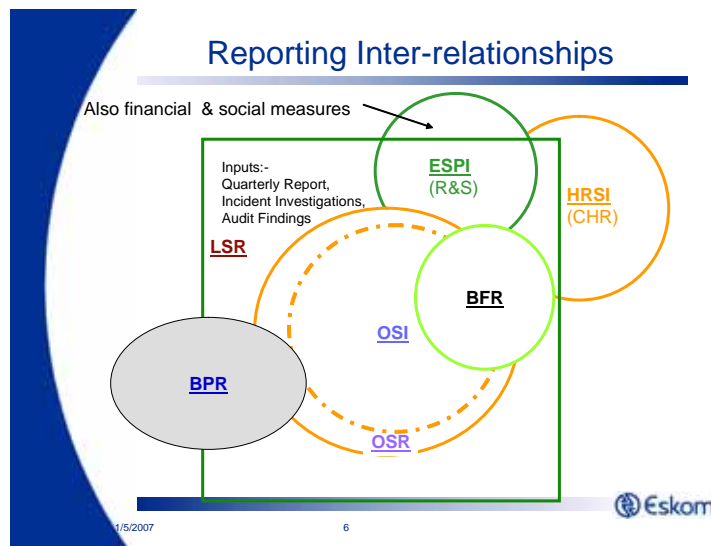 Reporting Inter-relationships
Also financial & social measures
Inputs:-
Quarterly Report,
Incident Investigations,
Audit Findings
LSR
ESPI
(R&S)
HRSI
(CHR)
BFR
OSI
BPR
OSR
Eskom
1/5/2007
6